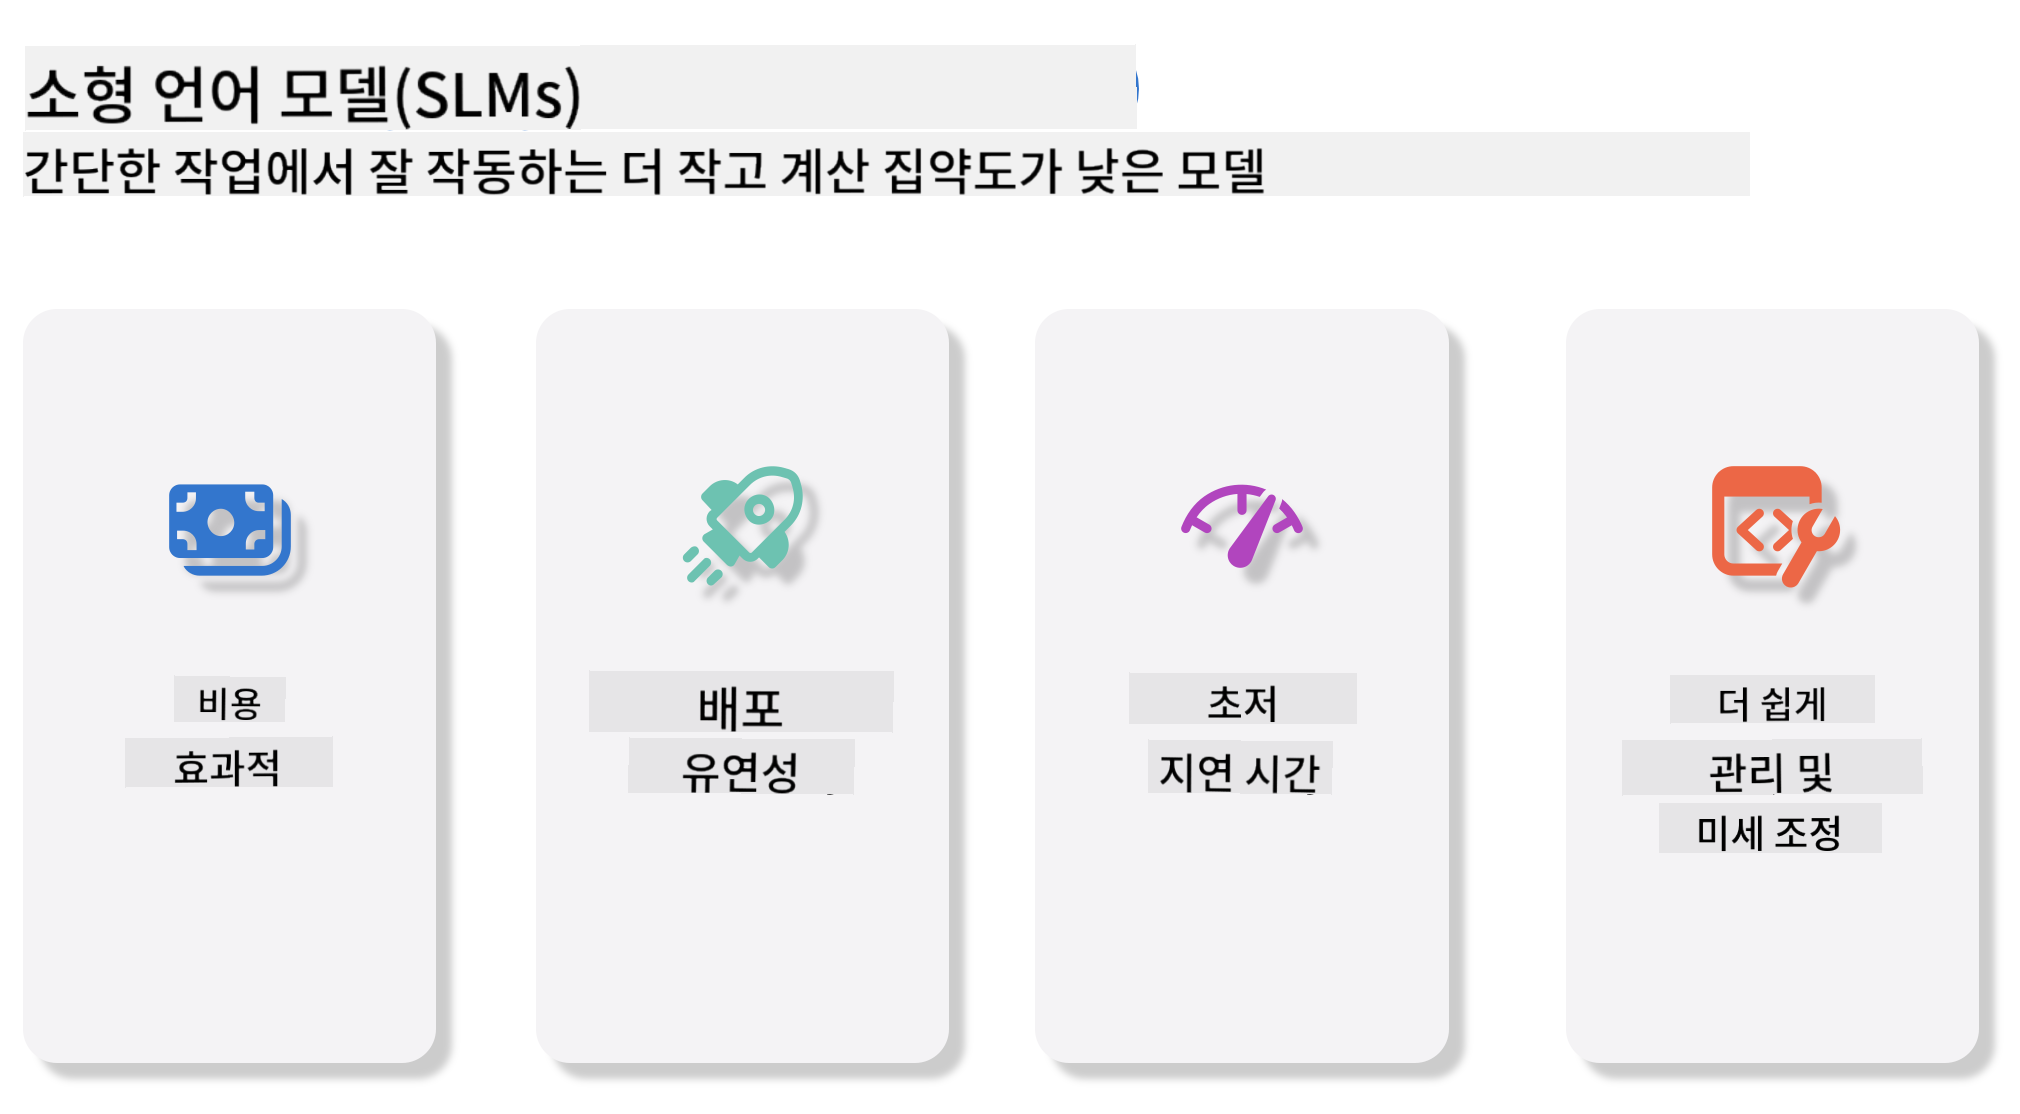 소형 언어 모델(SLMs)
간단한 작업에서 잘 작동하는 더 작고 계산 집약도가 낮은 모델
비용
효과적
배포
유연성
초저
지연 시간
더 쉽게
관리 및
미세 조정